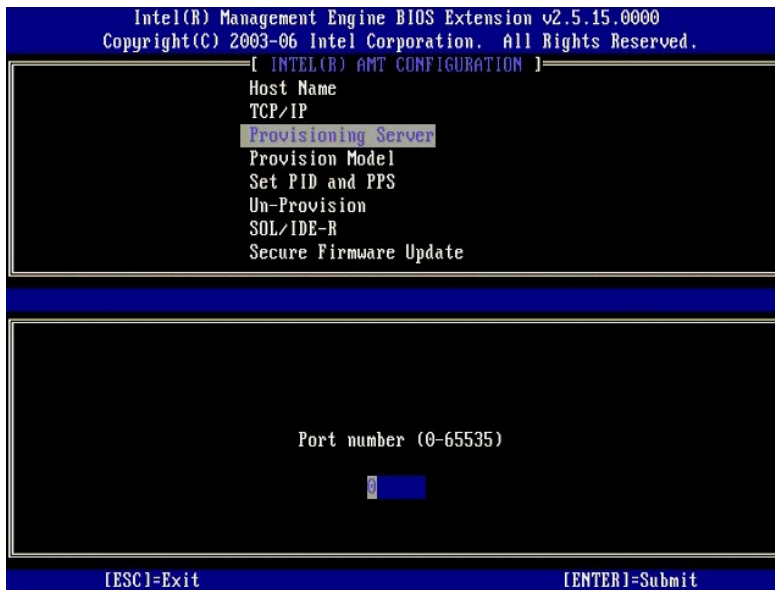 Intel(R) Management Engine BIOS Extension v2.5.15.0000
Copyright(C) 2003-06 Intel Corporation. All Rights Reserved.
[ INTEL(R) AMT CONFIGURATION ]
Host Name
TCP/IP
Provisioning Server
Provision Model
Set PID and PPS
Un-Provision
SOL/IDE-R
Secure Firmware Update
Port number (0-65535)
0
[ESC]=Exit [ENTER]=Submit